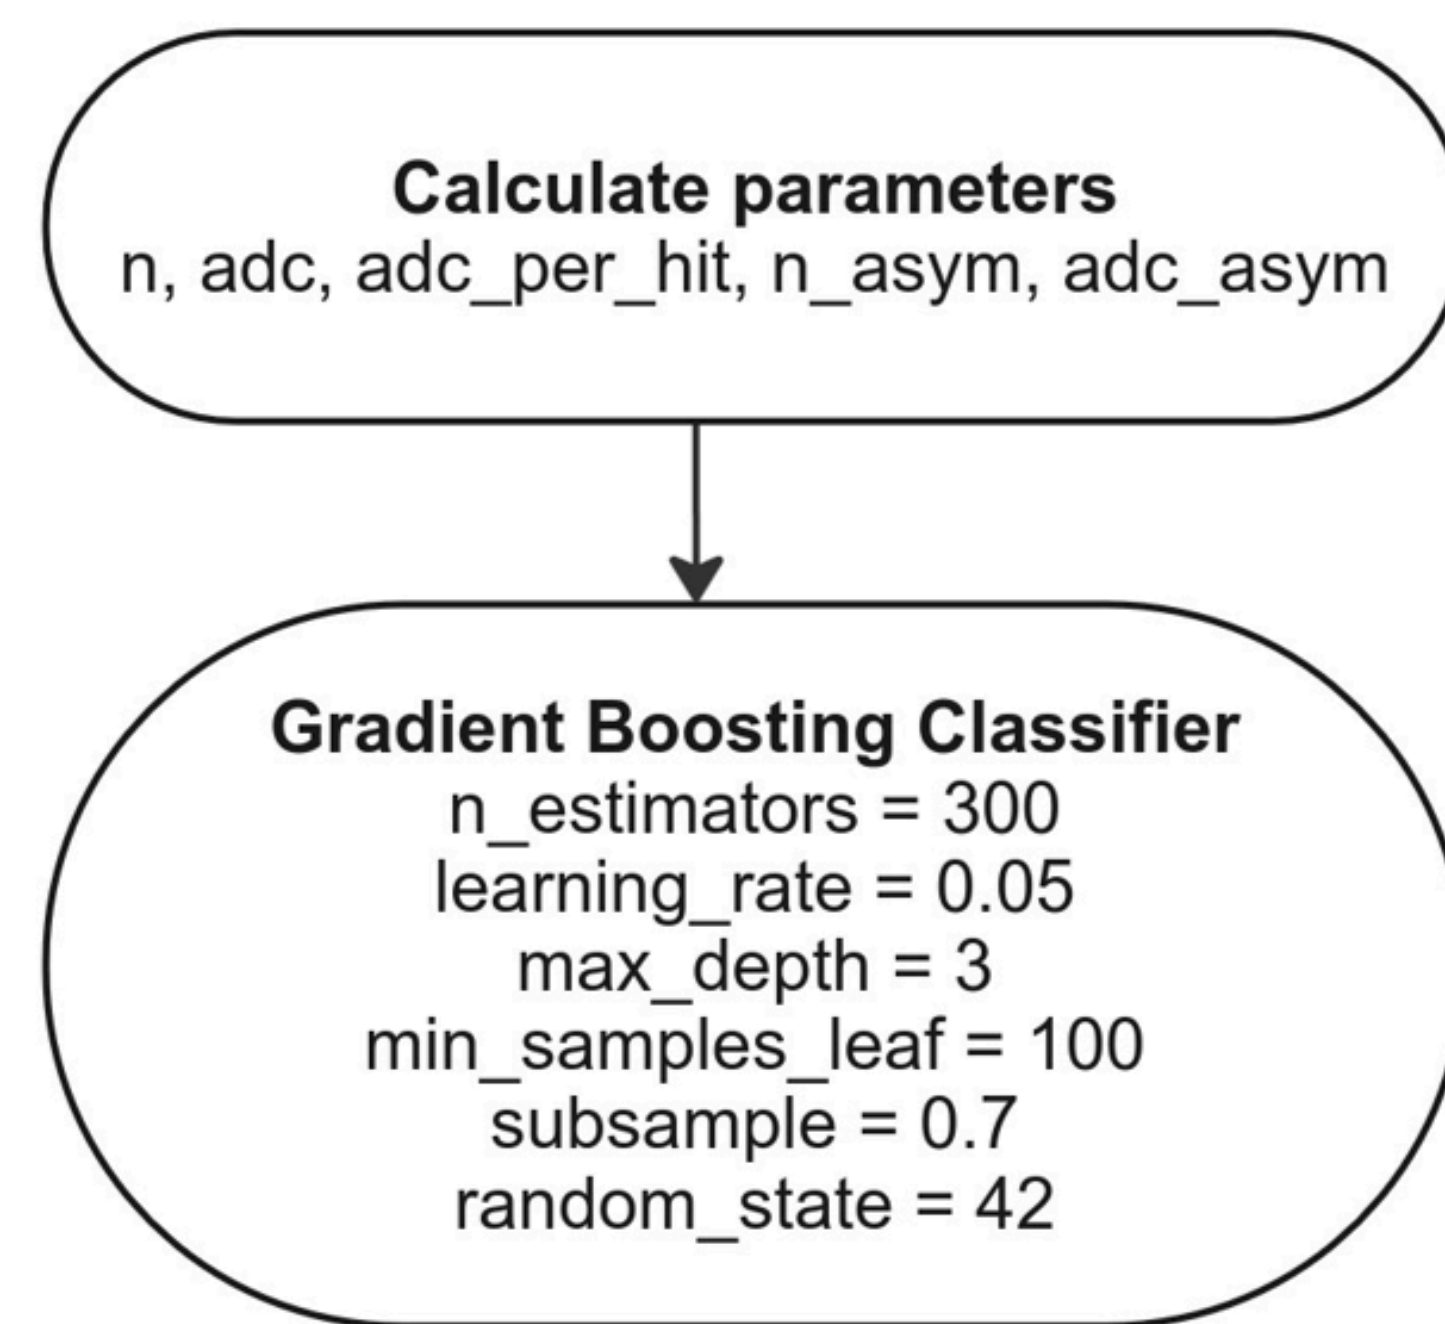 Calculate parameters
n, adc, adc_per_hit, n_asym, adc_asym
Gradient Boosting Classifier
n_estimators = 300
learning_rate = 0.05
max_depth = 3
min_samples_leaf = 100
subsample = 0.7
random_state = 42